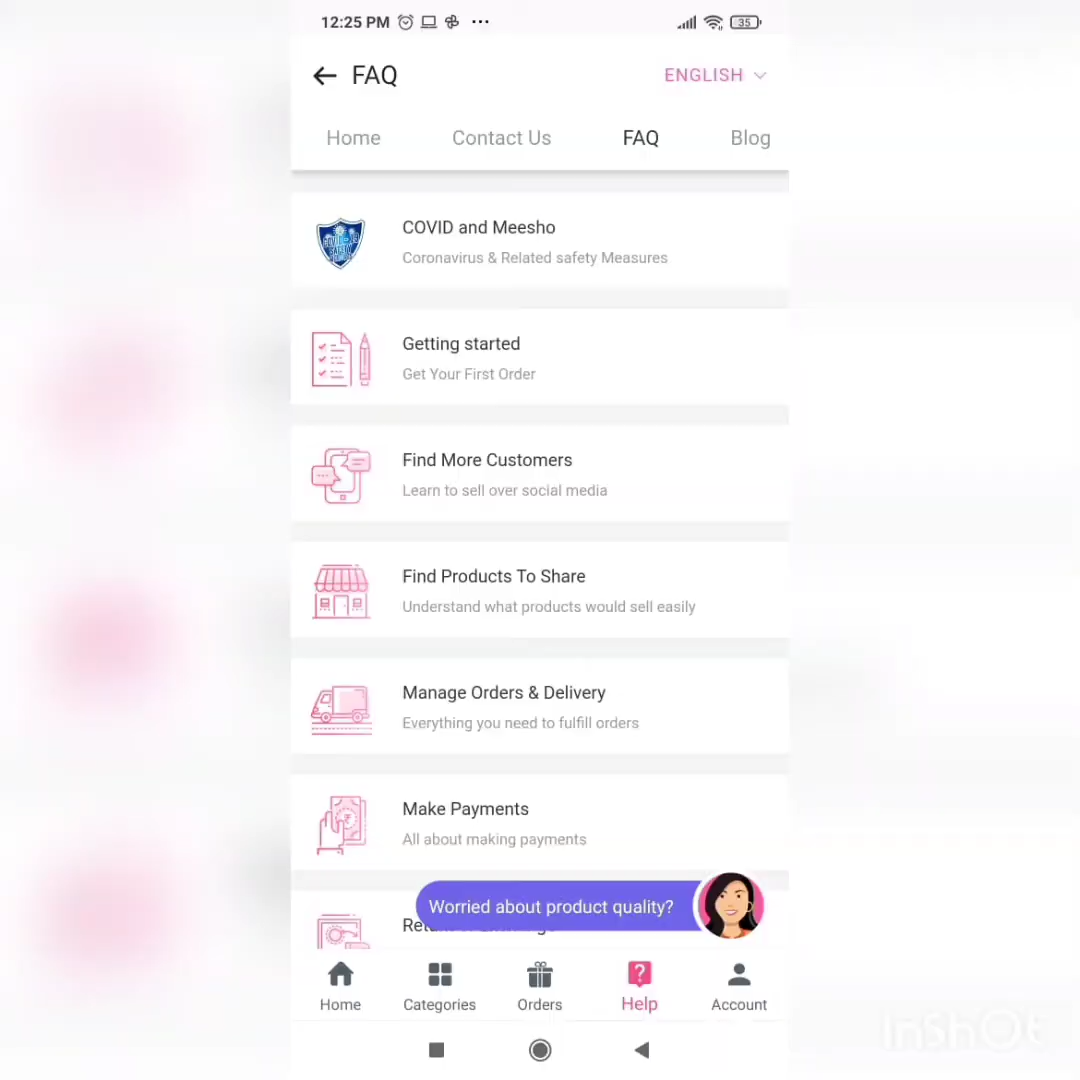 12:25 PM
35
FAQ
ENGLISH
Home
Contact Us
FAQ
Blog
COVID and Meesho
Coronavirus & Related safety Measures
Getting started
Get Your First Order
Find More Customers
Learn to sell over social media
Find Products To Share
Understand what products would sell easily
Manage Orders & Delivery
Everything you need to fulfill orders
Make Payments
All about making payments
Worried about product quality?
Home
Categories
Orders
Help
Account
InShOt